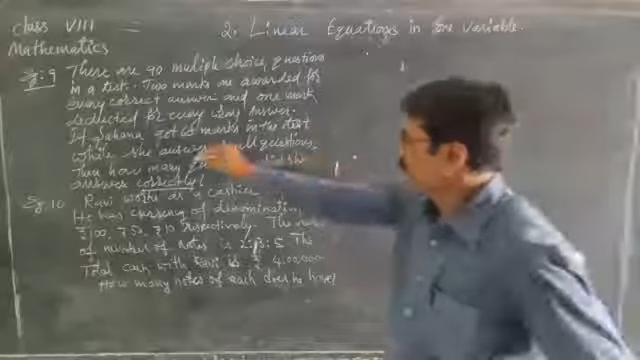 Class VIII = 2. Linear Equations in one variable.
Mathematics
Eg:9 There are 90 muliple choice questions
in a test. Two marks are awarded for
every correct answer and one mark
deducted for every wrong Answer.
If Sahana got 60 marks in the test
while she answer all questions,
Then how many
answers correctly!
Eg.10 Ravi works as a cashier
He has currency of denomination
₹100, ₹50, ₹10 respectively. The
of number of notes is 2:3:5 The
Total cash with Ravi is ₹ 4,00,000
How many notes of each does he have!